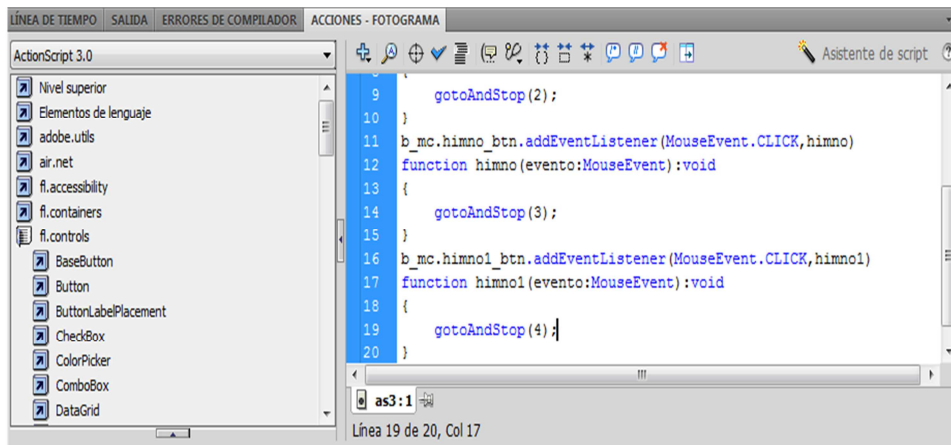 LÍNEA DE TIEMPO SALIDA ERRORES DE COMPILADOR ACCIONES - FOTOGRAMA
ActionScript 3.0
Nivel superior
Elementos de lenguaje
adobe.utils
air.net
fl.accessibility
fl.containers
fl.controls
BaseButton
Button
ButtonLabelPlacement
CheckBox
ColorPicker
ComboBox
DataGrid
Asistente de script
9 gotoAndStop(2);
10 }
11 b_mc.himno_btn.addEventListener(MouseEvent.CLICK,himno)
12 function himno(evento:MouseEvent):void
13 {
14 gotoAndStop(3);
15 }
16 b_mc.himno1_btn.addEventListener(MouseEvent.CLICK,himno1)
17 function himno1(evento:MouseEvent):void
18 {
19 gotoAndStop(4);
20 }
as3:1
Línea 19 de 20, Col 17